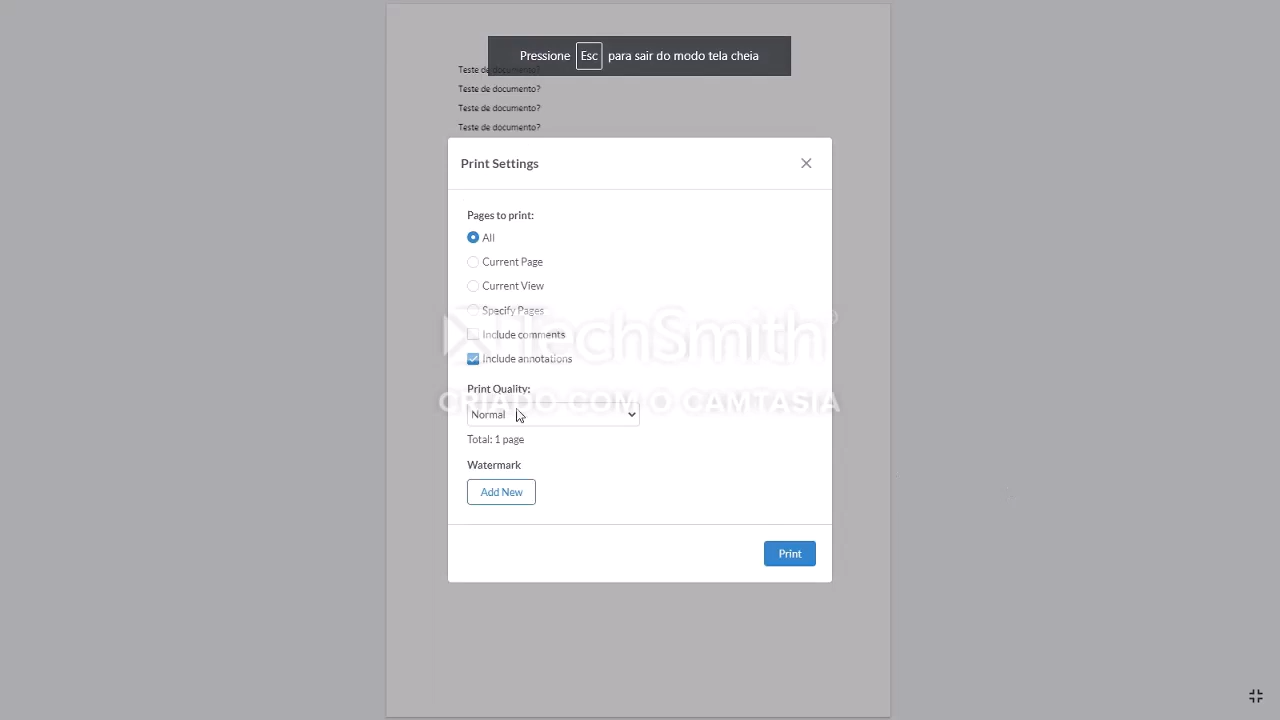 Pressione Esc para sair do modo tela cheia
Teste de documento?
Teste de documento?
Teste de documento?
Teste de documento?
Print Settings
Pages to print:
All
Current Page
Current View
Specify Pages
Include comments
Include annotations
TechSmith®
Print Quality:
CRIADO COM O CAMTASIA
Normal
Total: 1 page
Watermark
Add New
Print